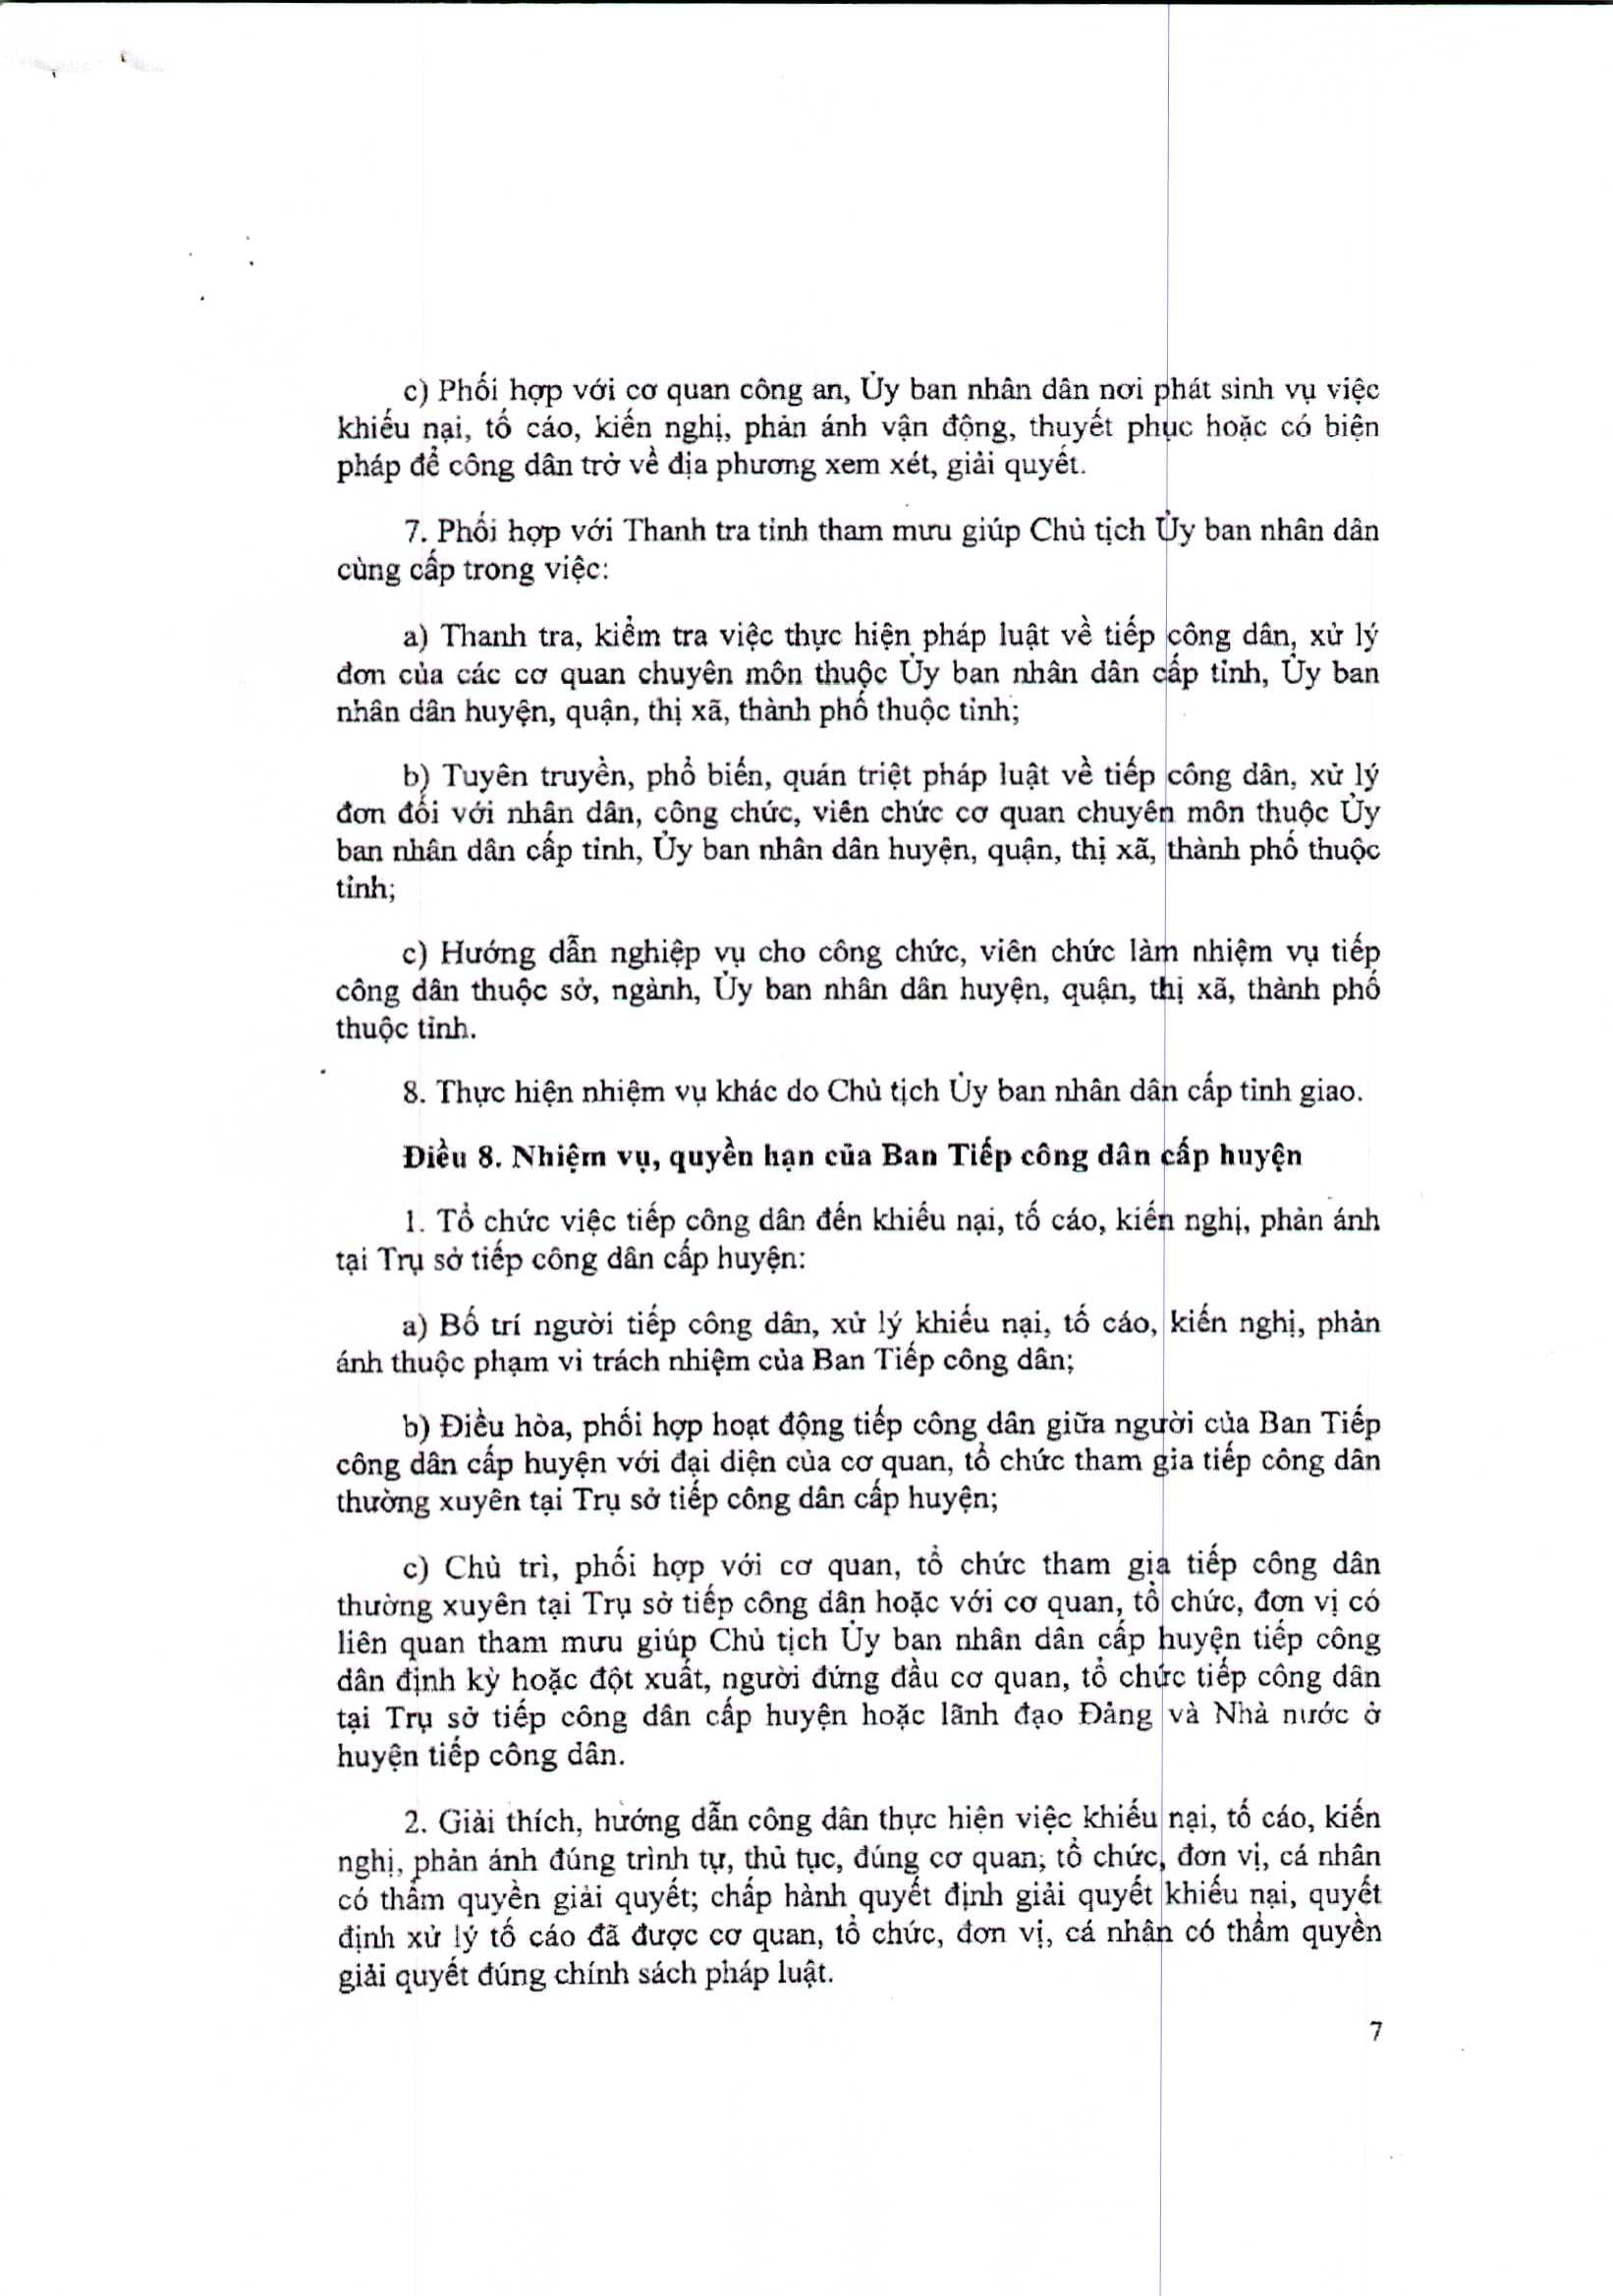 c) Phối hợp với cơ quan công an, Ủy ban nhân dân nơi phát sinh vụ việc
khiếu nại, tố cáo, kiến nghị, phản ánh vận động, thuyết phục hoặc có biện
pháp để công dân trở về địa phương xem xét, giải quyết.
7. Phối hợp với Thanh tra tỉnh tham mưu giúp Chủ tịch Ủy ban nhân dân
cùng cấp trong việc:
a) Thanh tra, kiểm tra việc thực hiện pháp luật về tiếp công dân, xử lý
đơn của các cơ quan chuyên môn thuộc Ủy ban nhân dân cấp tỉnh, Ủy ban
nhân dân huyện, quận, thị xã, thành phố thuộc tỉnh;
b) Tuyên truyền, phổ biến, quán triệt pháp luật về tiếp công dân, xử lý
đơn đối với nhân dân, công chức, viên chức cơ quan chuyên môn thuộc Ủy
ban nhân dân cấp tỉnh, Ủy ban nhân dân huyện, quận, thị xã, thành phố thuộc
tỉnh;
c) Hướng dẫn nghiệp vụ cho công chức, viên chức làm nhiệm vụ tiếp
công dân thuộc sở, ngành, Ủy ban nhân dân huyện, quận, thị xã, thành phố
thuộc tỉnh.
8. Thực hiện nhiệm vụ khác do Chủ tịch Ủy ban nhân dân cấp tỉnh giao.
Điều 8. Nhiệm vụ, quyền hạn của Ban Tiếp công dân cấp huyện
1. Tổ chức việc tiếp công dân đến khiếu nại, tố cáo, kiến nghị, phản ánh
tại Trụ sở tiếp công dân cấp huyện:
a) Bố trí người tiếp công dân, xử lý khiếu nại, tố cáo, kiến nghị, phản
ánh thuộc phạm vi trách nhiệm của Ban Tiếp công dân;
b) Điều hòa, phối hợp hoạt động tiếp công dân giữa người của Ban Tiếp
công dân cấp huyện với đại diện của cơ quan, tổ chức tham gia tiếp công dân
thường xuyên tại Trụ sở tiếp công dân cấp huyện;
c) Chủ trì, phối hợp với cơ quan, tổ chức tham gia tiếp công dân
thường xuyên tại Trụ sở tiếp công dân hoặc với cơ quan, tổ chức, đơn vị có
liên quan tham mưu giúp Chủ tịch Ủy ban nhân dân cấp huyện tiếp công
dân định kỳ hoặc đột xuất, người đứng đầu cơ quan, tổ chức tiếp công dân
tại Trụ sở tiếp công dân cấp huyện hoặc lãnh đạo Đảng và Nhà nước ở
huyện tiếp công dân.
2. Giải thích, hướng dẫn công dân thực hiện việc khiếu nại, tố cáo, kiến
nghị, phản ánh đúng trình tự, thủ tục, đúng cơ quan, tổ chức, đơn vị, cá nhân
có thẩm quyền giải quyết; chấp hành quyết định giải quyết khiếu nại, quyết
định xử lý tố cáo đã được cơ quan, tổ chức, đơn vị, cá nhân có thẩm quyền
giải quyết đúng chính sách pháp luật.
7